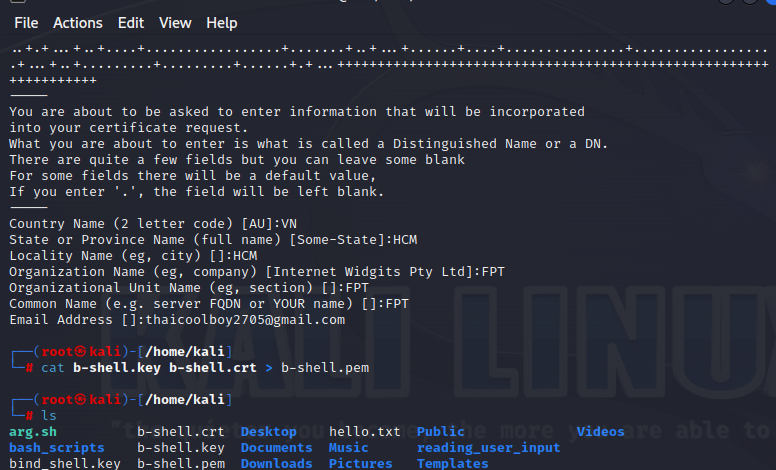 File Actions Edit View Help
..+.+...+..+....+.................+.......+..+...+......+....+...............+.................
.+...+..+.........+.........+......+.+...++++++++++++++++++++++++++++++++++++++++++++++++++++++
+++++++++++
-----
You are about to be asked to enter information that will be incorporated
into your certificate request.
What you are about to enter is what is called a Distinguished Name or a DN.
There are quite a few fields but you can leave some blank
For some fields there will be a default value,
If you enter '.', the field will be left blank.
-----
Country Name (2 letter code) [AU]:VN
State or Province Name (full name) [Some-State]:HCM
Locality Name (eg, city) []:HCM
Organization Name (eg, company) [Internet Widgits Pty Ltd]:FPT
Organizational Unit Name (eg, section) []:FPT
Common Name (e.g. server FQDN or YOUR name) []:FPT
Email Address []:thaicoolboy2705@gmail.com
┌──(root㉿kali)-[/home/kali]
└─# cat b-shell.key b-shell.crt > b-shell.pem
┌──(root㉿kali)-[/home/kali]
└─# ls
arg.sh b-shell.crt Desktop hello.txt Public Videos
bash_scripts b-shell.key Documents Music reading_user_input
bind_shell.key b-shell.pem Downloads Pictures Templates
KALI LINU